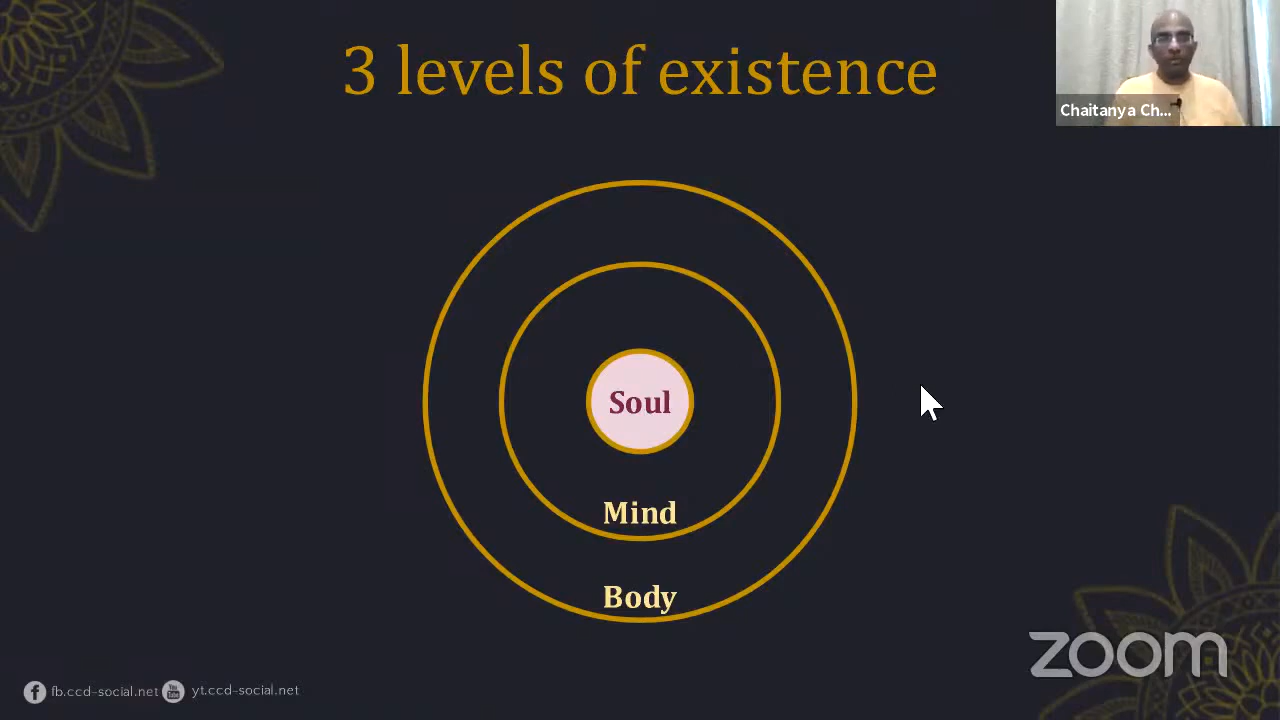 3 levels of existence
Chaitanya Ch...
Soul
Mind
Body
zoom
fb.ccd-social.net yt.ccd-social.net